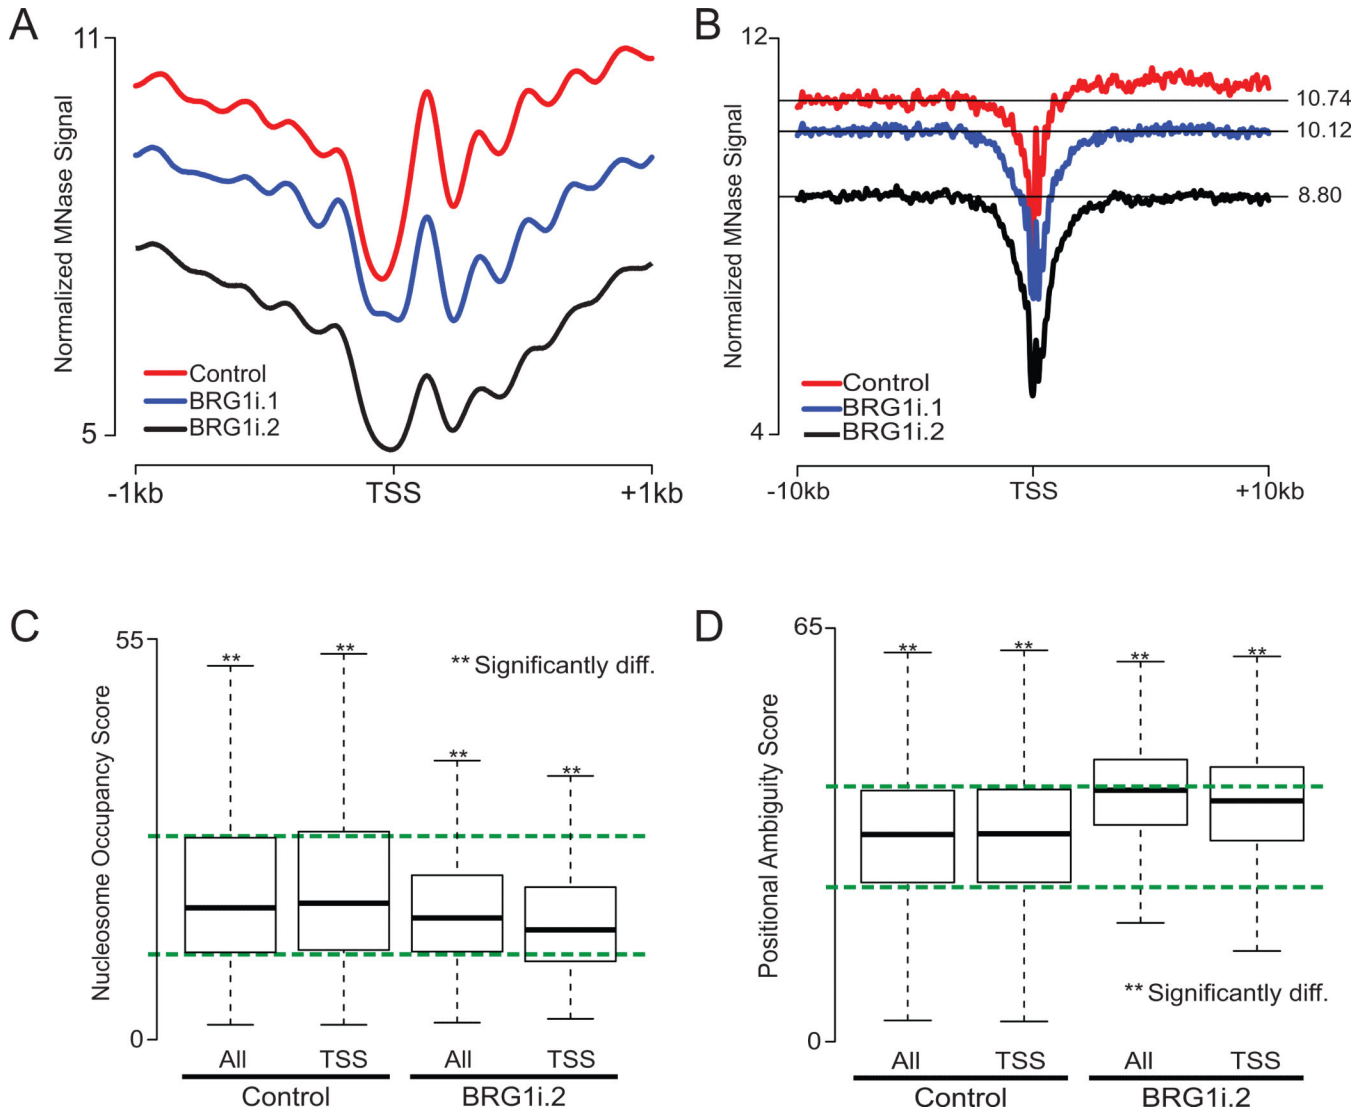 A
11
Normalized MNase Signal
Control
BRG1i.1
BRG1i.2
5
-1kb
TSS
+1kb
B
12
10.74
10.12
8.80
Normalized MNase Signal
Control
BRG1i.1
BRG1i.2
4
-10kb
TSS
+10kb
C
55
**
**
**
**
** Significantly diff.
Nucleosome Occupancy Score
0
All
TSS
All
TSS
Control
BRG1i.2
D
65
**
**
**
**
Positional Ambiguity Score
** Significantly diff.
0
All
TSS
All
TSS
Control
BRG1i.2